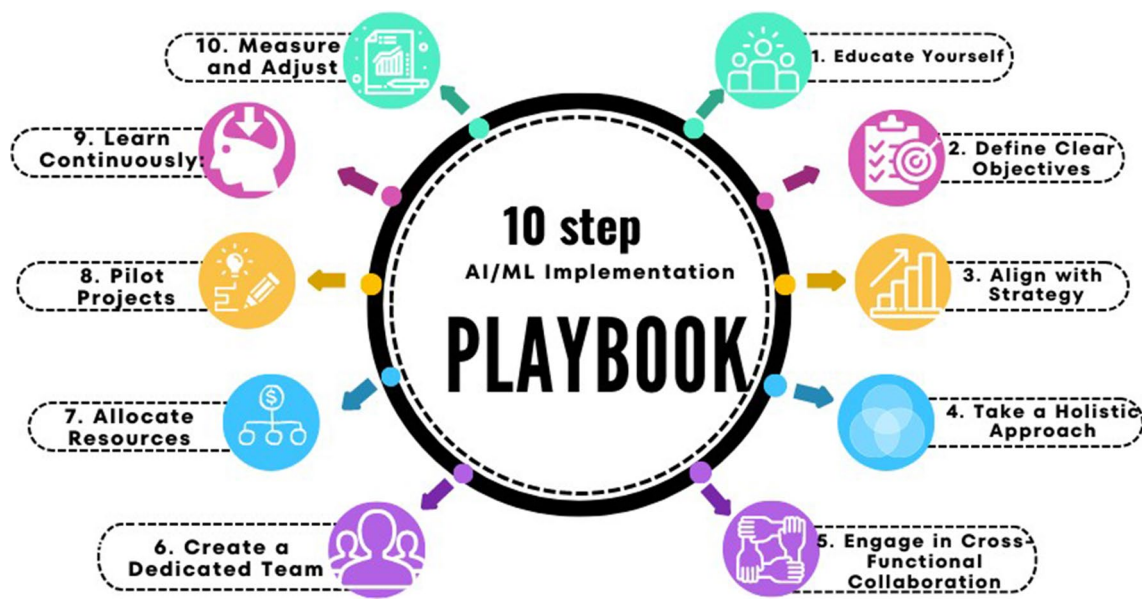 10 step
AI/ML Implementation
PLAYBOOK
1. Educate Yourself
2. Define Clear
Objectives
3. Align with
Strategy
4. Take a Holistic
Approach
5. Engage in Cross-
Functional
Collaboration
6. Create a
Dedicated Team
7. Allocate
Resources
8. Pilot
Projects
9. Learn
Continuously:
10. Measure
and Adjust